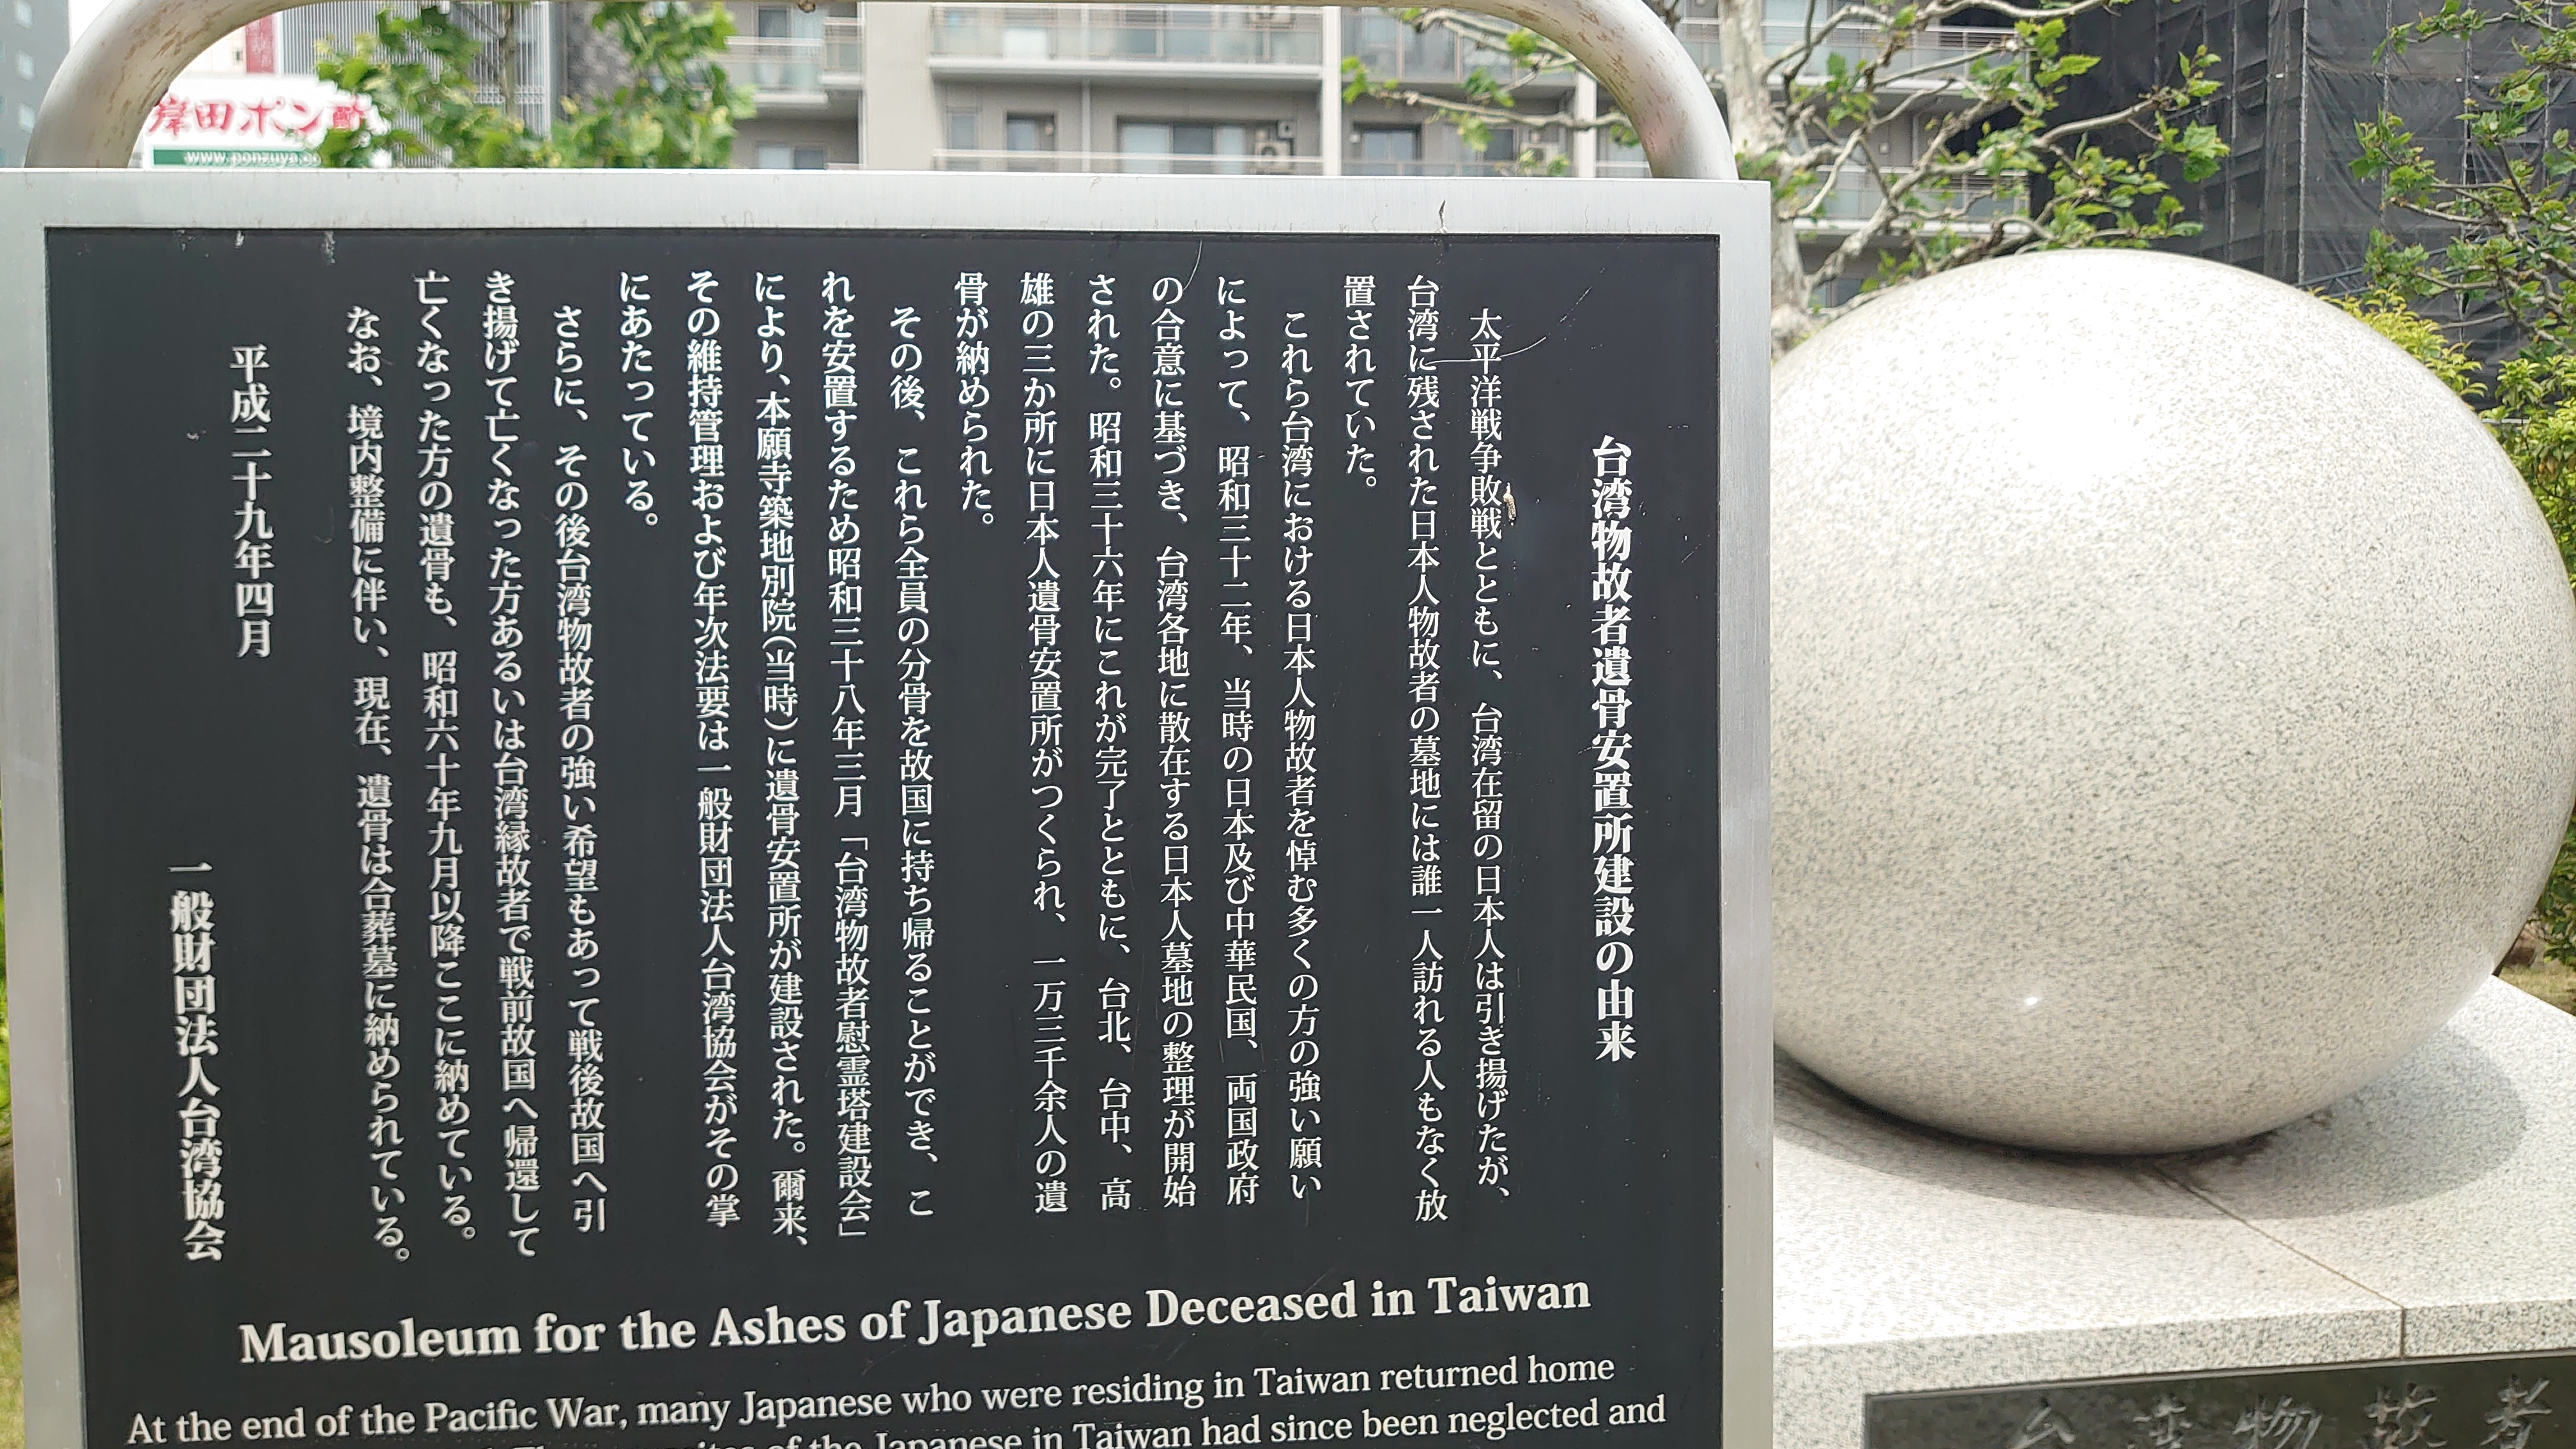 岸田ポン酢
www.ponzuya.co
台湾物故者遺骨安置所建設の由来
太平洋戦争敗戦とともに、台湾在留の日本人は引き揚げたが、
台湾に残された日本人物故者の墓地には誰一人訪れる人もなく放
置されていた。
これら台湾における日本人物故者を悼む多くの方の強い願い
によって、昭和三十二年、当時の日本及び中華民国、両国政府
の合意に基づき、台湾各地に散在する日本人墓地の整理が開始
された。昭和三十六年にこれが完了とともに、台北、台中、高
雄の三か所に日本人遺骨安置所がつくられ、一万三千余人の遺
骨が納められた。
その後、これら全員の分骨を故国に持ち帰ることができ、こ
れを安置するため昭和三十八年三月「台湾物故者慰霊塔建設会」
により、本願寺築地別院(当時)に遺骨安置所が建設された。爾来、
その維持管理および年次法要は一般財団法人台湾協会がその掌
にあたっている。
さらに、その後台湾物故者の強い希望もあって戦後故国へ引
き揚げて亡くなった方あるいは台湾縁故者で戦前故国へ帰還して
亡くなった方の遺骨も、昭和六十年九月以降ここに納めている。
なお、境内整備に伴い、現在、遺骨は合葬墓に納められている。
平成二十九年四月
一般財団法人台湾協会
Mausoleum for the Ashes of Japanese Deceased in Taiwan
At the end of the Pacific War, many Japanese who were residing in Taiwan returned home
of the Japanese in Taiwan had since been neglected and
台湾物故者